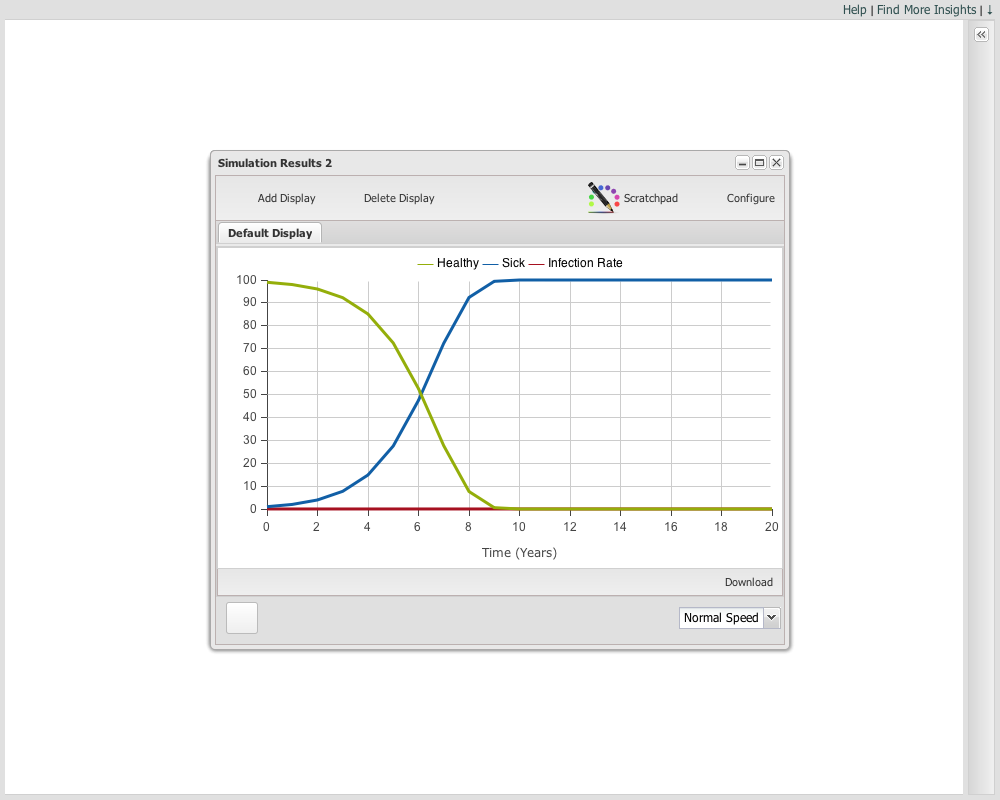 Help | Find More Insights | ↓
Simulation Results 2
Add Display Delete Display Scratchpad Configure
Default Display
Healthy Sick Infection Rate
100
90
80
70
60
50
40
30
20
10
0
0 2 4 6 8 10 12 14 16 18 20
Time (Years)
Download
Normal Speed